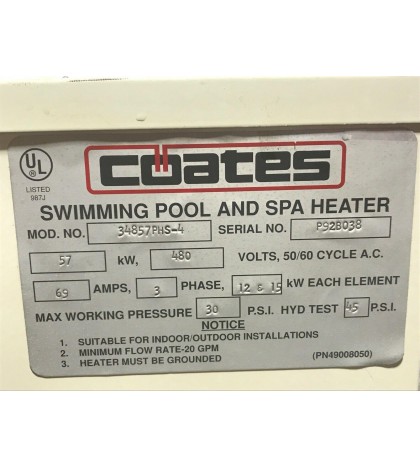 UL
LISTED
987J
cöates
SWIMMING POOL AND SPA HEATER
MOD. NO. 34857PHS-4 SERIAL NO. P92B038
57 kW, 480 VOLTS, 50/60 CYCLE A.C.
69 AMPS, 3 PHASE, 12 & 15 kW EACH ELEMENT
MAX WORKING PRESSURE 30 P.S.I. HYD TEST 45 P.S.I.
NOTICE
1. SUITABLE FOR INDOOR/OUTDOOR INSTALLATIONS
2. MINIMUM FLOW RATE-20 GPM
3. HEATER MUST BE GROUNDED (PN49008050)